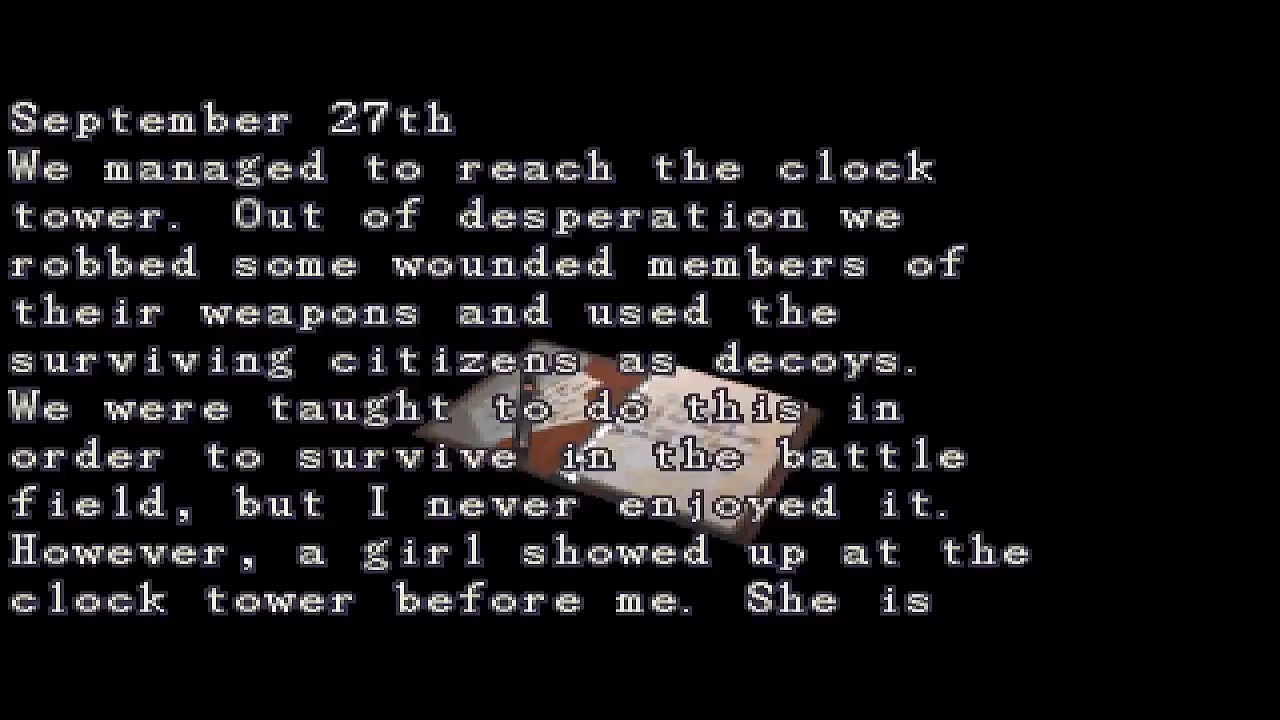 September 27th
We managed to reach the clock
tower. Out of desperation we
robbed some wounded members of
their weapons and used the
surviving citizens as decoys.
We were taught to do this in
order to survive in the battle
field, but I never enjoyed it.
However, a girl showed up at the
clock tower before me. She is